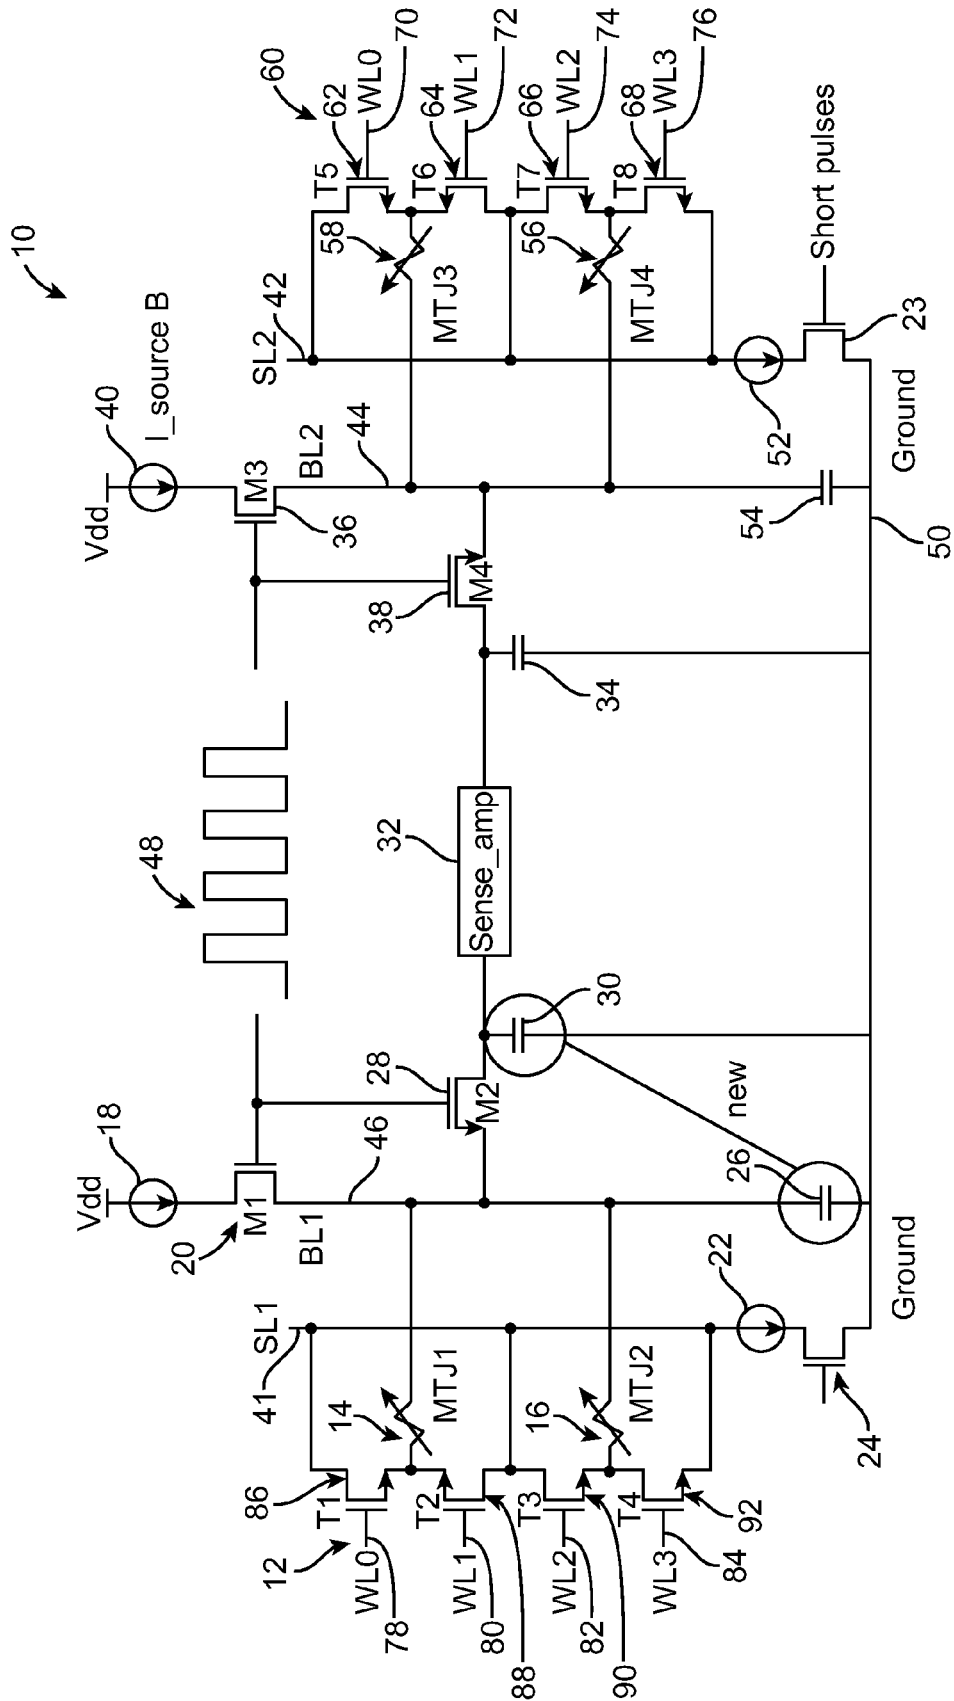 10
Vdd
18
20
M1
BL1
46
48
Vdd
40
I_source B
M3
36
BL2
44
SL2
42
60
62
T5
WL0
70
58
MTJ3
64
T6
WL1
72
66
T7
WL2
74
56
MTJ4
68
T8
WL3
76
41
SL1
86
T1
12
WL0
78
14
MTJ1
T2
WL1
80
88
16
MTJ2
T3
WL2
82
90
T4
WL3
84
92
28
M2
30
32
Sense_amp
34
38
M4
new
26
22
24
Ground
54
52
50
Ground
23
Short pulses